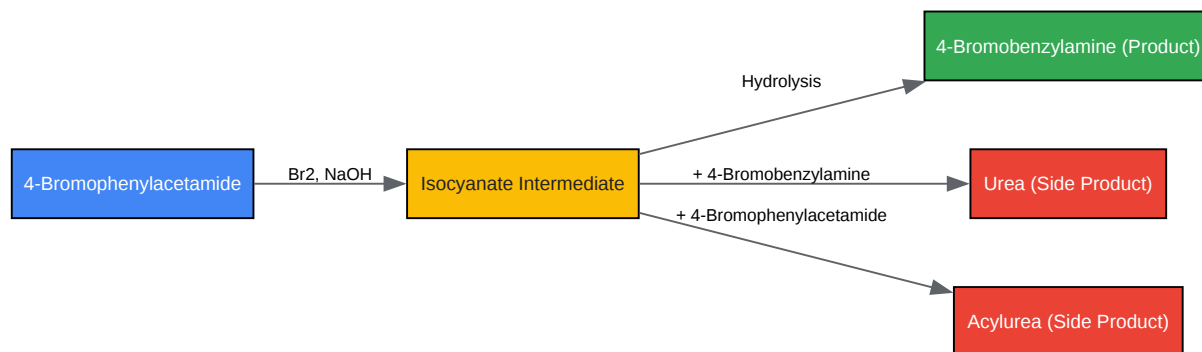 4-Bromobenzylamine (Product)
Hydrolysis
4-Bromophenylacetamide
Br2, NaOH
Isocyanate Intermediate
+ 4-Bromobenzylamine
Urea (Side Product)
+ 4-Bromophenylacetamide
Acylurea (Side Product)